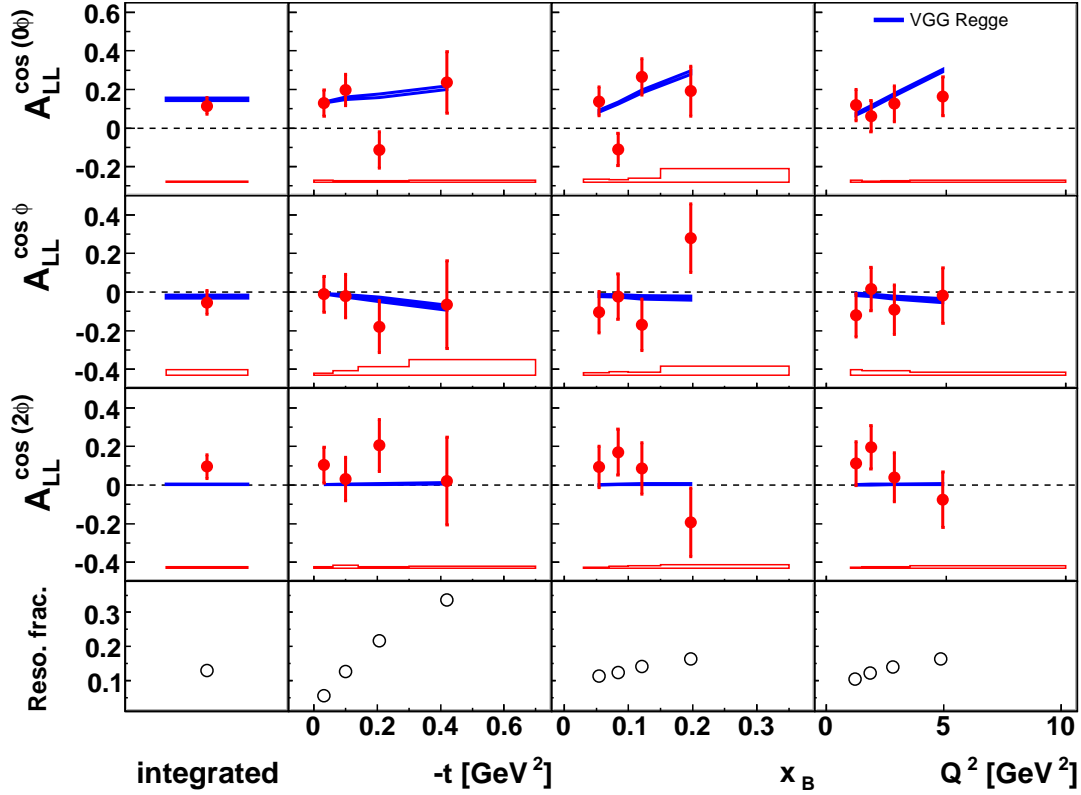 A_LL^cos (0ϕ)
0.6
0.4
0.2
0
-0.2
VGG Regge
A_LL^cos ϕ
0.4
0.2
0
-0.2
-0.4
A_LL^cos (2ϕ)
0.4
0.2
0
-0.2
-0.4
Reso. frac.
0.3
0.2
0.1
0 0.2 0.4 0.6
0 0.1 0.2 0.3
0 5 10
integrated
-t [GeV²]
x_B
Q² [GeV²]